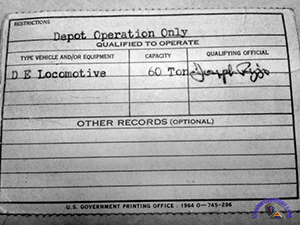 RESTRICTIONS
Depot Operation Only
QUALIFIED TO OPERATE
TYPE VEHICLE AND/OR EQUIPMENT CAPACITY QUALIFYING OFFICIAL
D E Locomotive 60 Ton Joseph
OTHER RECORDS (OPTIONAL)
U.S. GOVERNMENT PRINTING OFFICE : 1964 O—745-296